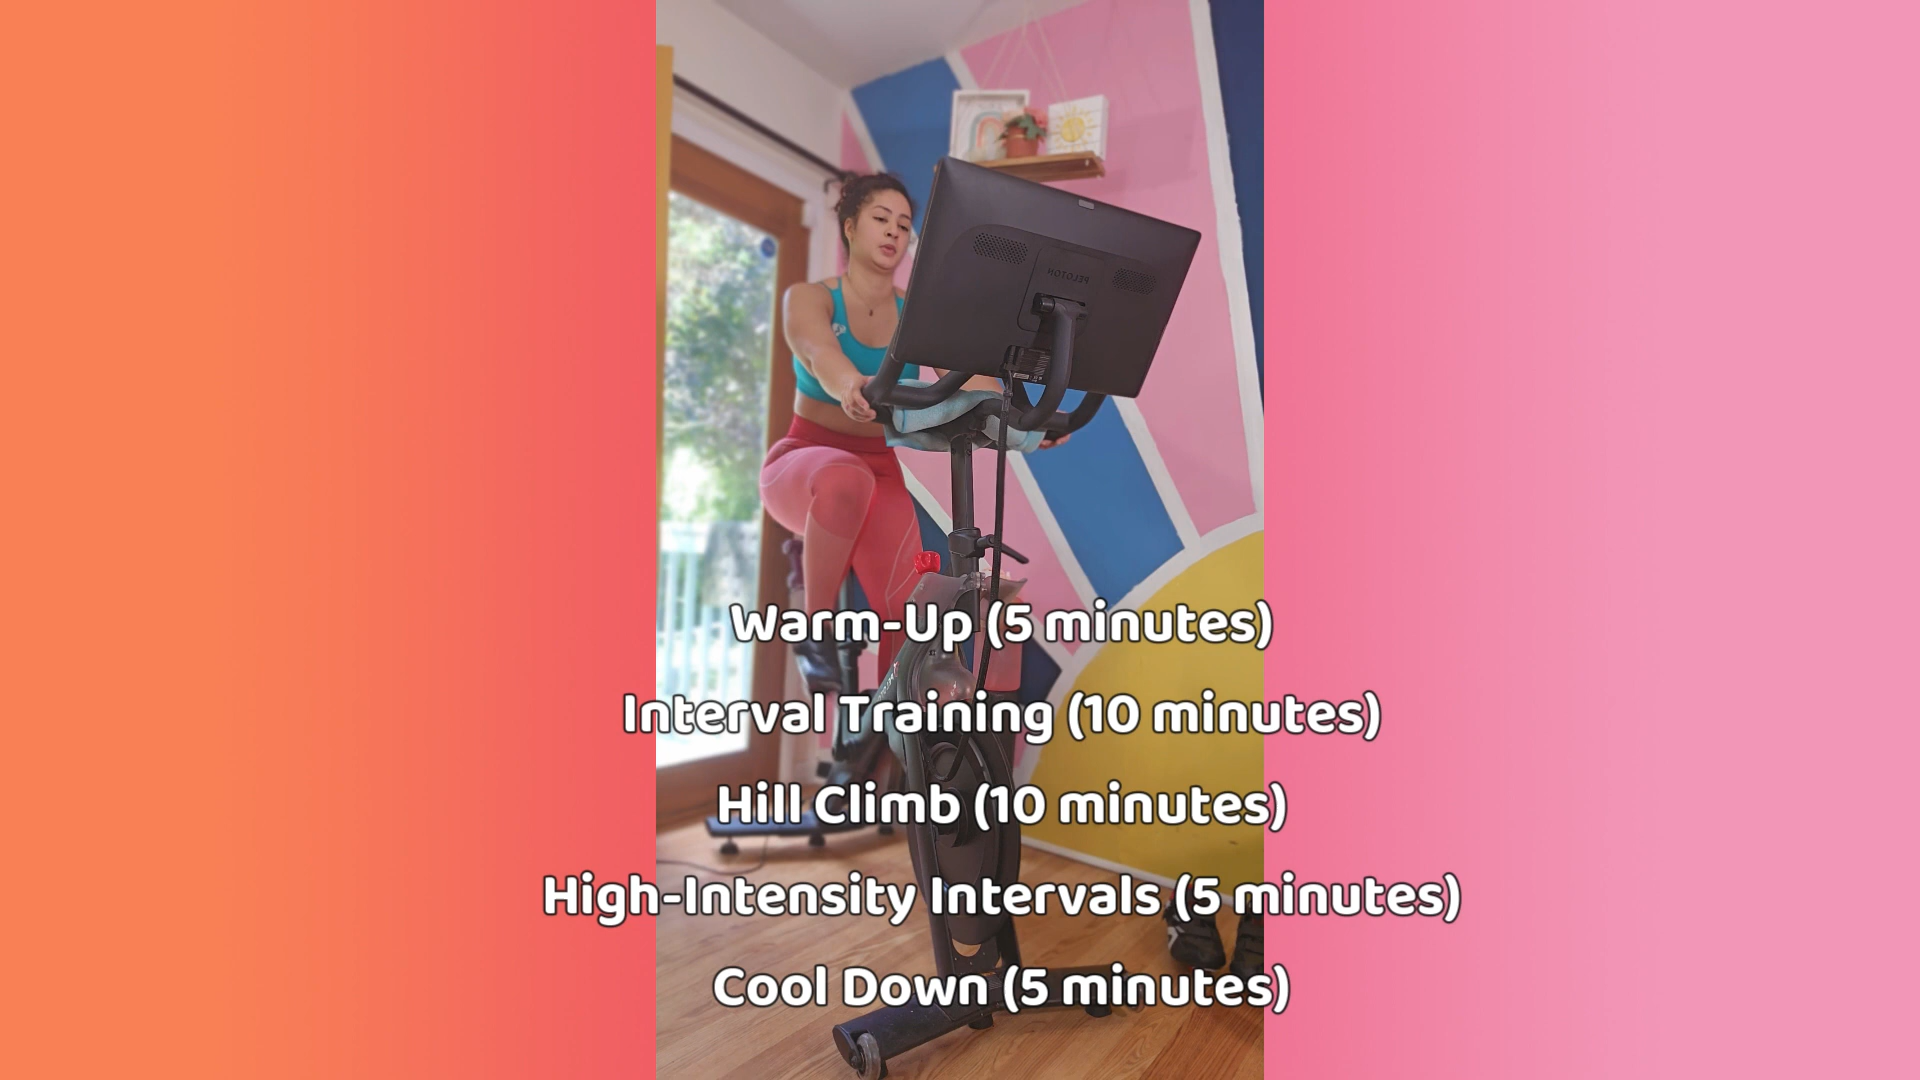 PELOTON
Warm-Up (5 minutes)
Interval Training (10 minutes)
Hill Climb (10 minutes)
High-Intensity Intervals (5 minutes)
Cool Down (5 minutes)